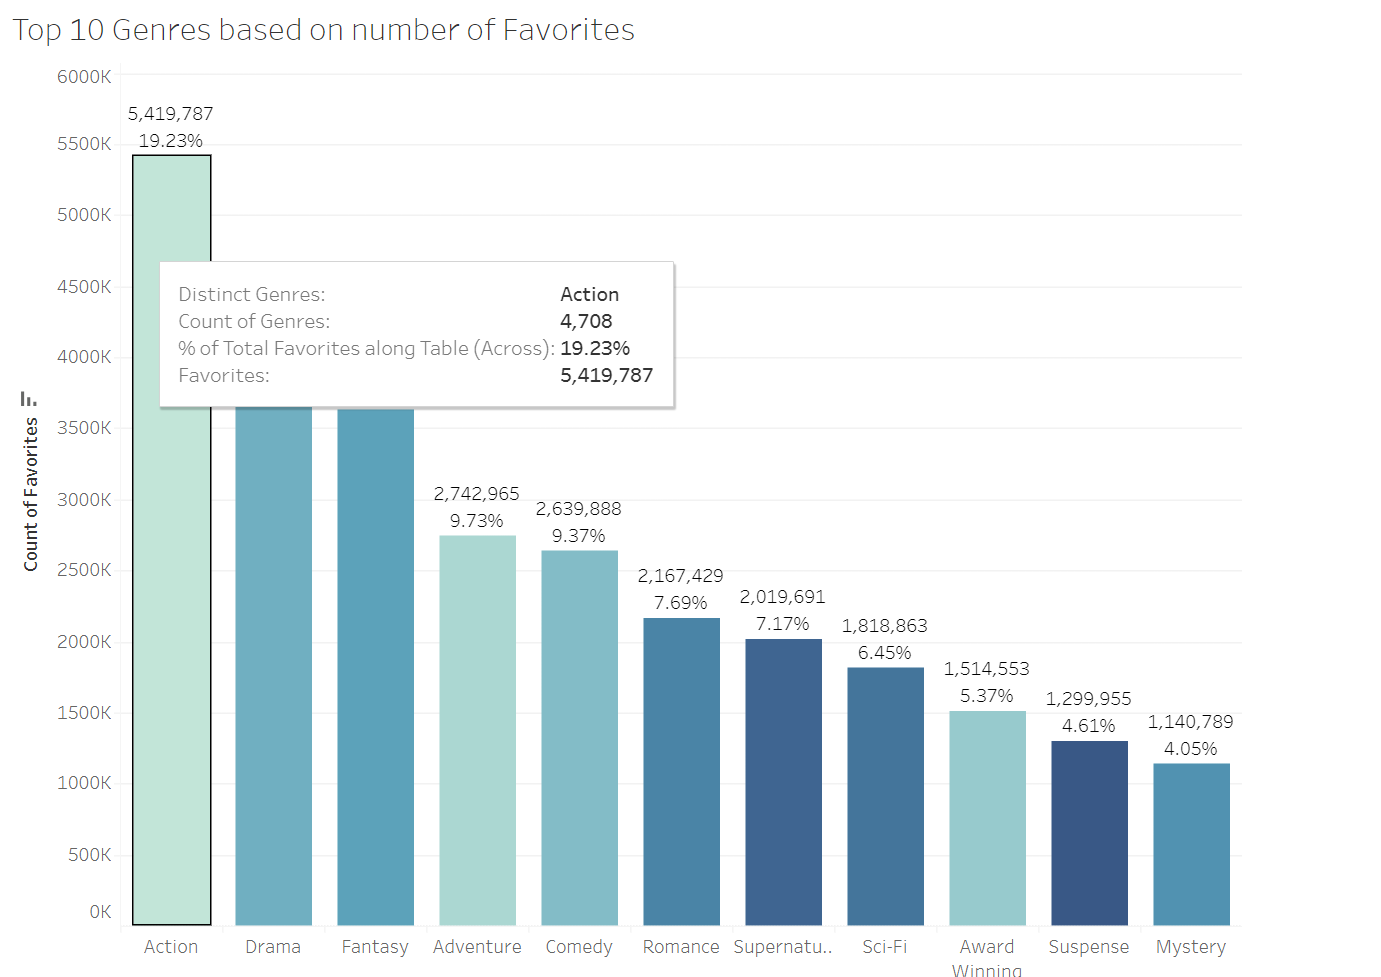 Top 10 Genres based on number of Favorites
6000K
5500K
5000K
4500K
4000K
3500K
3000K
2500K
2000K
1500K
1000K
500K
0K
Count of Favorites
5,419,787
19.23%
Distinct Genres: Action
Count of Genres: 4,708
% of Total Favorites along Table (Across): 19.23%
Favorites: 5,419,787
2,742,965
9.73%
2,639,888
9.37%
2,167,429
7.69%
2,019,691
7.17%
1,818,863
6.45%
1,514,553
5.37%
1,299,955
4.61%
1,140,789
4.05%
Action
Drama
Fantasy
Adventure
Comedy
Romance
Supernatu..
Sci-Fi
Award
Winning
Suspense
Mystery